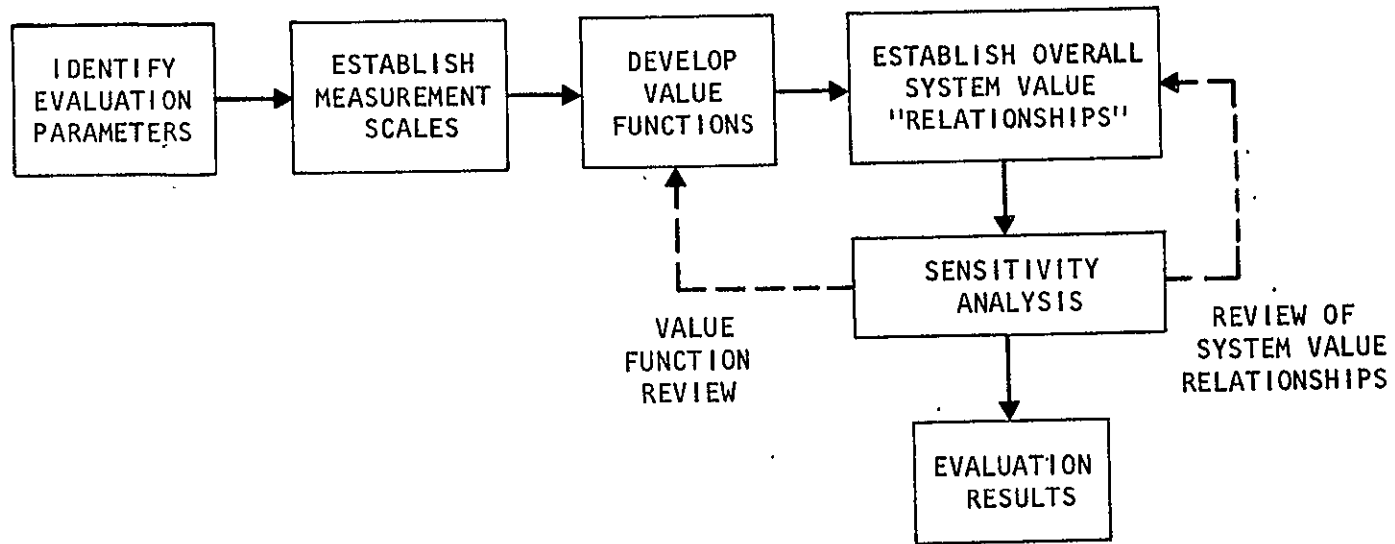 IDENTIFY
EVALUATION
PARAMETERS
ESTABLISH
MEASUREMENT
SCALES
DEVELOP
VALUE
FUNCTIONS
ESTABLISH OVERALL
SYSTEM VALUE
"RELATIONSHIPS"
SENSITIVITY
ANALYSIS
VALUE
FUNCTION
REVIEW
REVIEW OF
SYSTEM VALUE
RELATIONSHIPS
EVALUATION
RESULTS